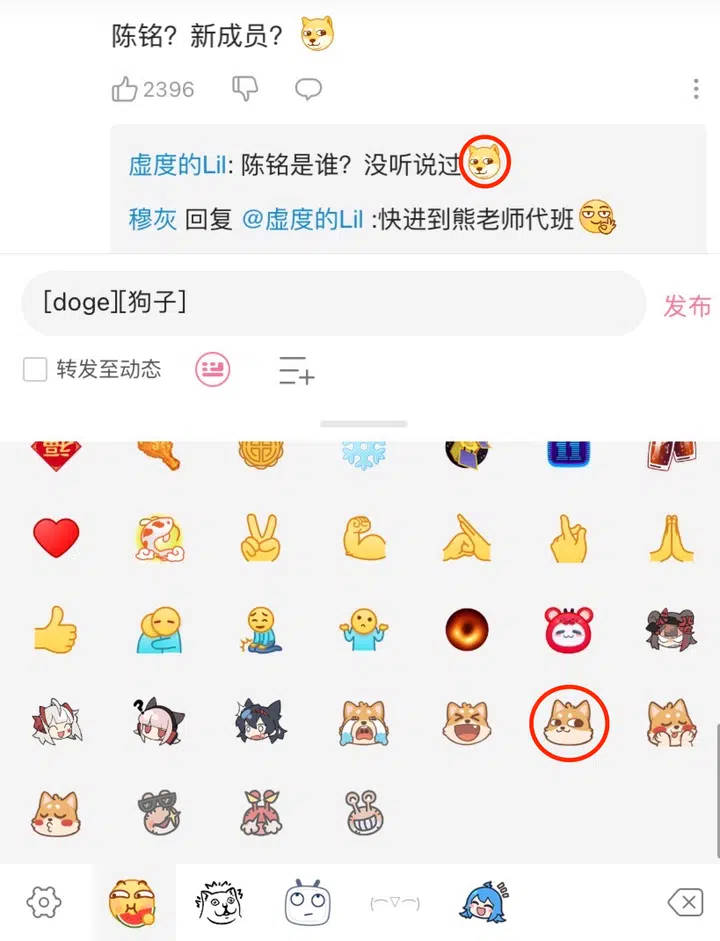 陈铭？新成员？
2396
虚度的Lil: 陈铭是谁？没听说过
穆灰 回复 @虚度的Lil :快进到熊老师代班
[doge][狗子]
发布
转发至动态
福
?